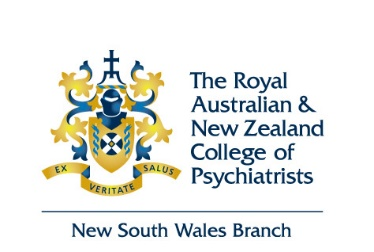 The Royal
Australian &
New Zealand
College of
Psychiatrists
EX VERITATE SALUS
New South Wales Branch